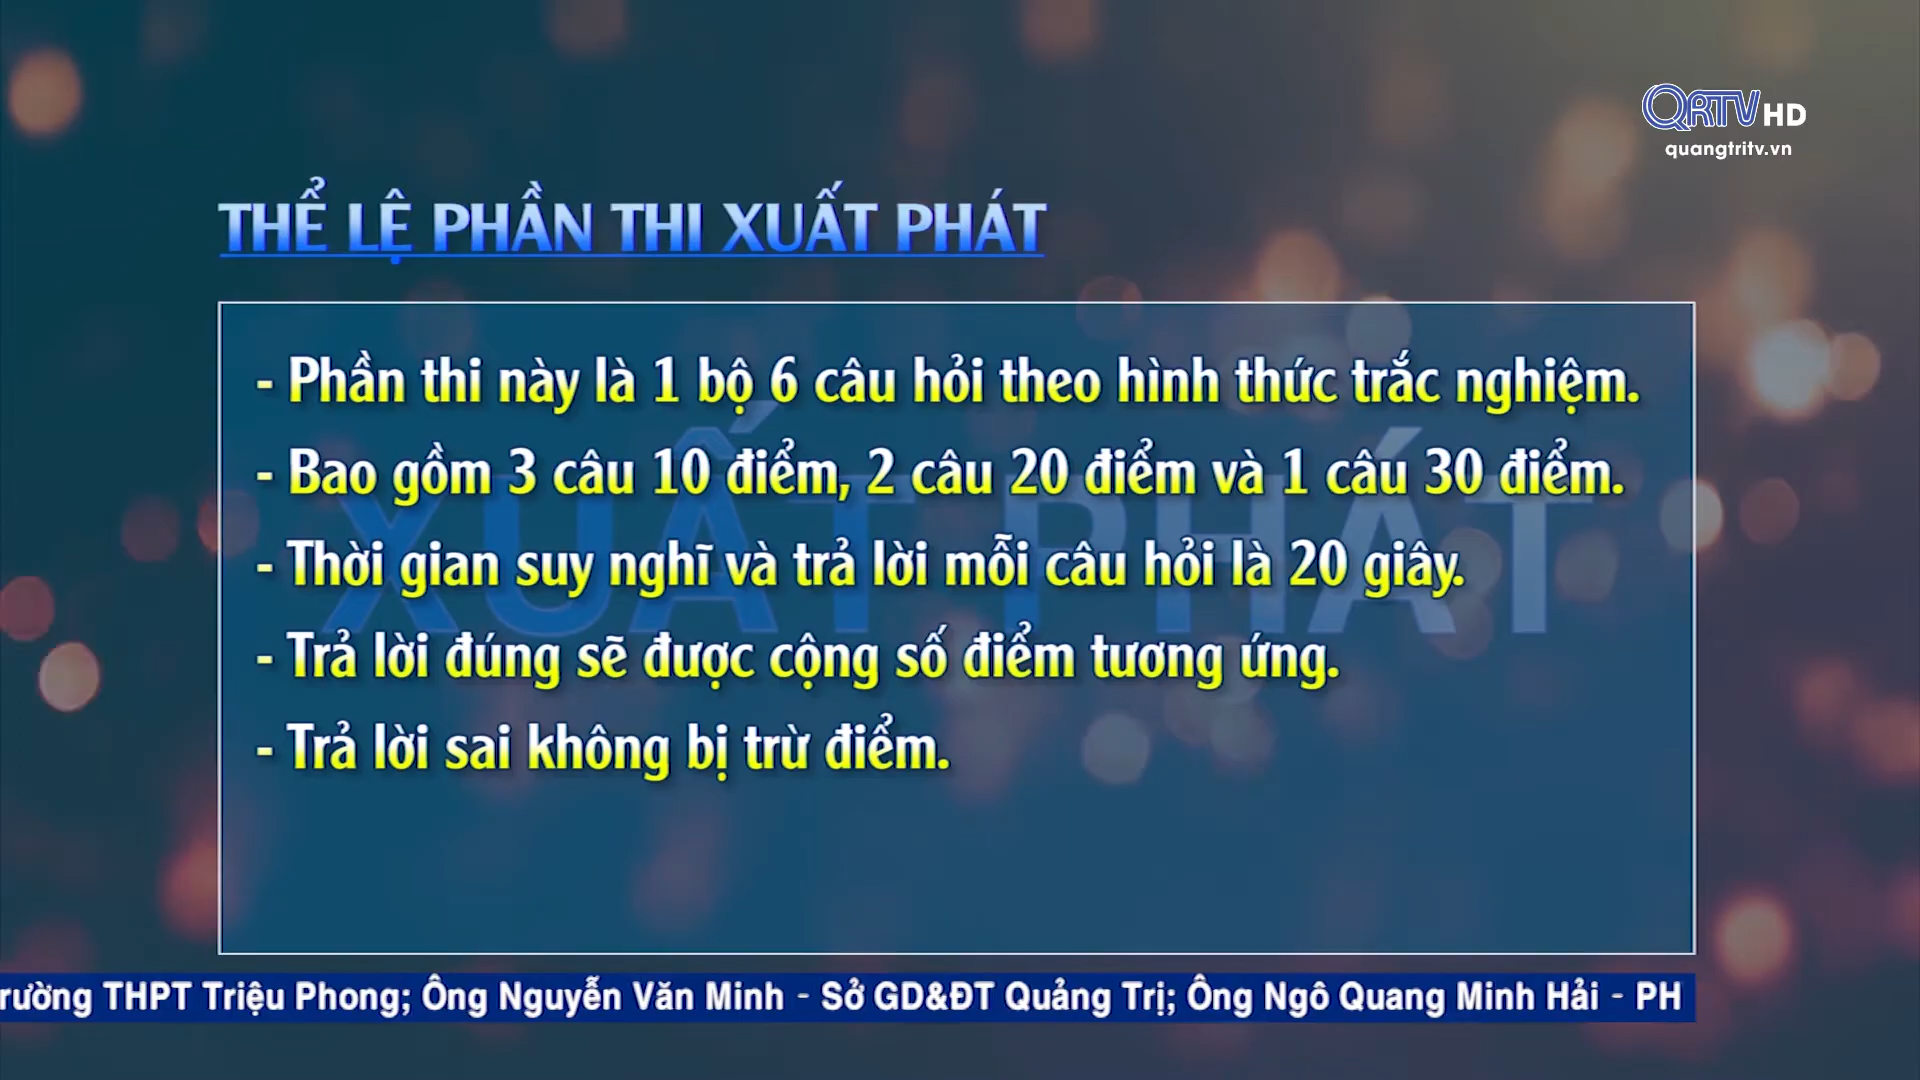 QRTV HD
quangtritv.vn
THỂ LỆ PHẦN THI XUẤT PHÁT
XUẤT PHÁT
- Phần thi này là 1 bộ 6 câu hỏi theo hình thức trắc nghiệm.
- Bao gồm 3 câu 10 điểm, 2 câu 20 điểm và 1 câu 30 điểm.
- Thời gian suy nghĩ và trả lời mỗi câu hỏi là 20 giây.
- Trả lời đúng sẽ được cộng số điểm tương ứng.
- Trả lời sai không bị trừ điểm.
rường THPT Triệu Phong; Ông Nguyễn Văn Minh - Sở GD&ĐT Quảng Trị; Ông Ngô Quang Minh Hải - PH